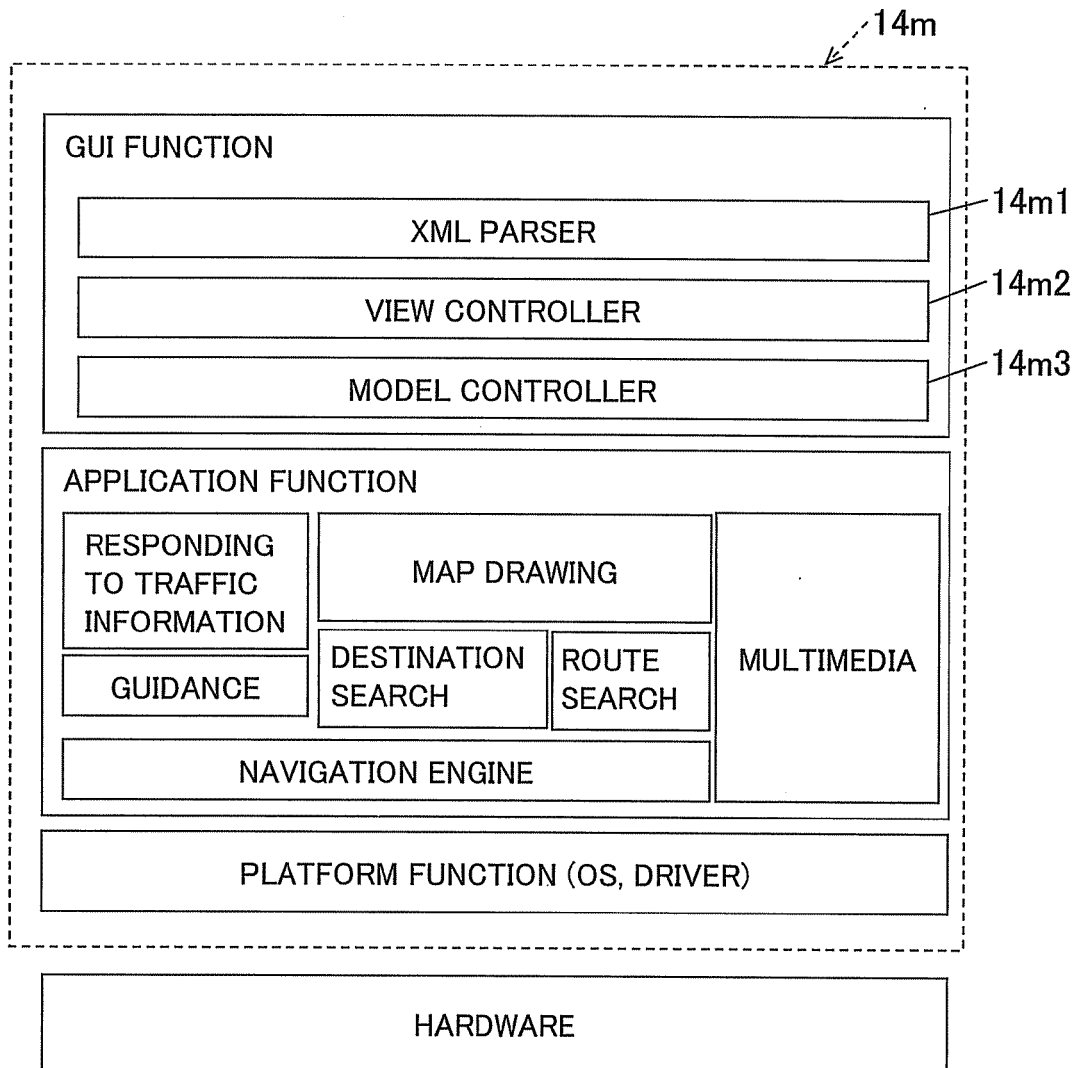 14m
GUI FUNCTION
XML PARSER
14m1
VIEW CONTROLLER
14m2
MODEL CONTROLLER
14m3
APPLICATION FUNCTION
RESPONDING
TO TRAFFIC
INFORMATION
MAP DRAWING
MULTIMEDIA
GUIDANCE
DESTINATION
SEARCH
ROUTE
SEARCH
NAVIGATION ENGINE
PLATFORM FUNCTION (OS, DRIVER)
HARDWARE